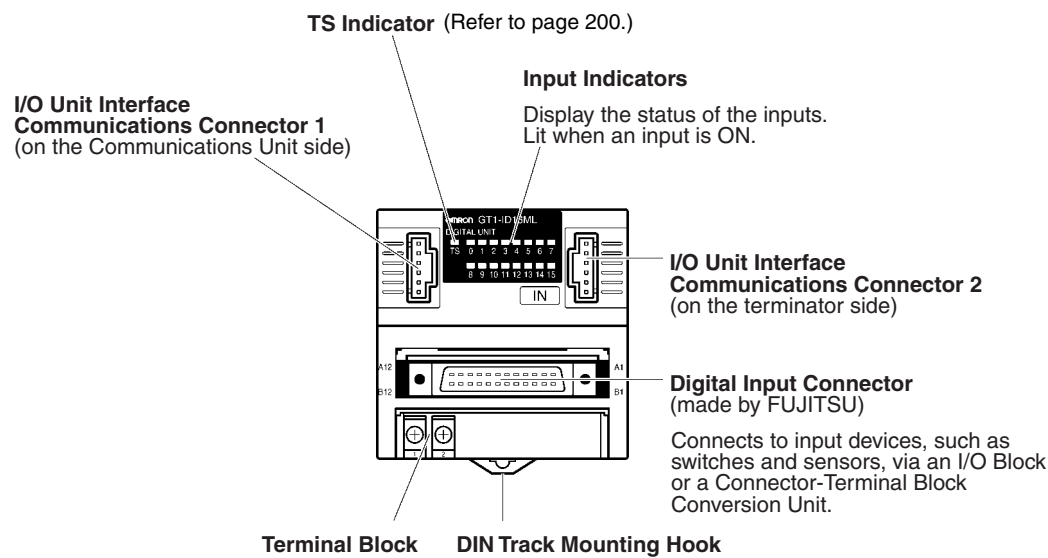 TS Indicator (Refer to page 200.)
Input Indicators
Display the status of the inputs.
Lit when an input is ON.
I/O Unit Interface
Communications Connector 1
(on the Communications Unit side)
OMRON GT1-ID16ML
DIGITAL UNIT
TS 0 1 2 3 4 5 6 7
8 9 10 11 12 13 14 15
IN
I/O Unit Interface
Communications Connector 2
(on the terminator side)
A12
A1
B12
B1
Digital Input Connector
(made by FUJITSU)
Connects to input devices, such as
switches and sensors, via an I/O Block
or a Connector-Terminal Block
Conversion Unit.
1 2
Terminal Block
DIN Track Mounting Hook